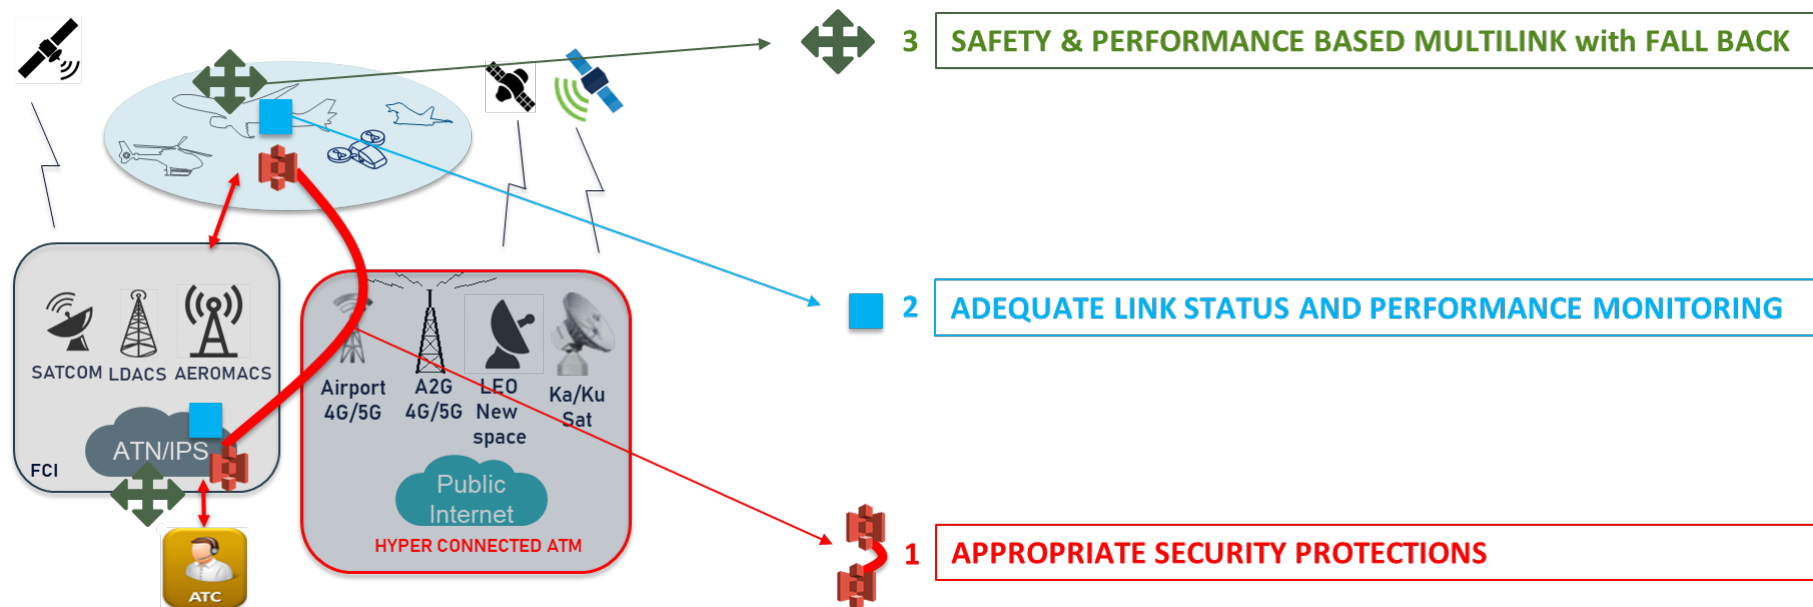 3 SAFETY & PERFORMANCE BASED MULTILINK with FALL BACK
2 ADEQUATE LINK STATUS AND PERFORMANCE MONITORING
1 APPROPRIATE SECURITY PROTECTIONS
SATCOM LDACS AEROMACS
ATN/IPS
FCI
ATC
Airport
4G/5G
A2G
4G/5G
LEO
New
space
Ka/Ku
Sat
Public
Internet
HYPER CONNECTED ATM